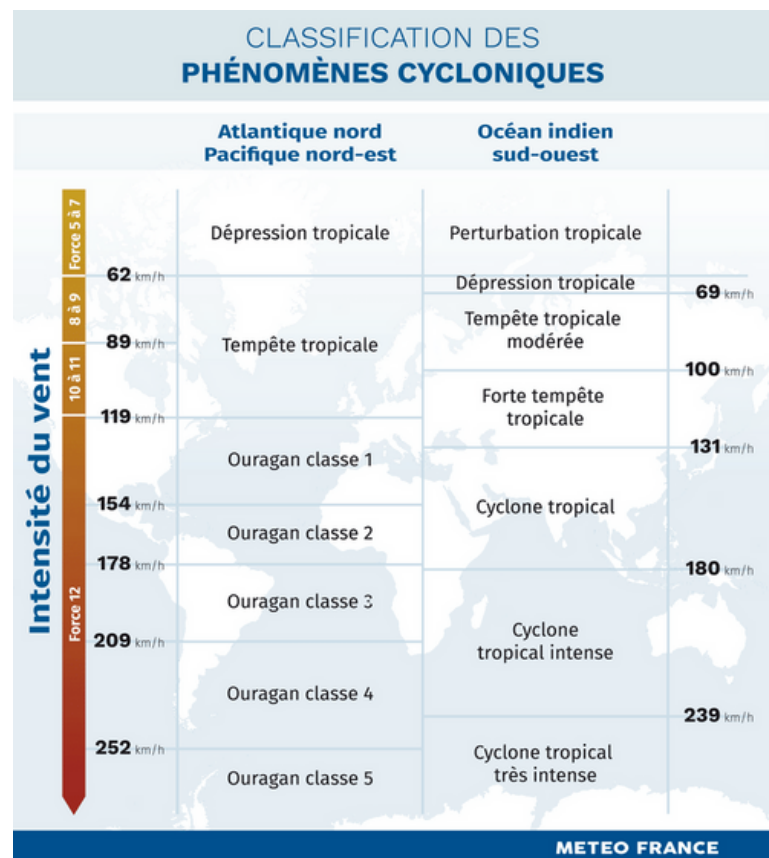 CLASSIFICATION DES
PHÉNOMÈNES CYCLONIQUES
Atlantique nord
Pacifique nord-est
Océan indien
sud-ouest
Intensité du vent
Force 5 à 7
8 à 9
10 à 11
Force 12
62 km/h
89 km/h
119 km/h
154 km/h
178 km/h
209 km/h
252 km/h
Dépression tropicale
Tempête tropicale
Ouragan classe 1
Ouragan classe 2
Ouragan classe 3
Ouragan classe 4
Ouragan classe 5
Perturbation tropicale
Dépression tropicale
Tempête tropicale
modérée
Forte tempête
tropicale
Cyclone tropical
Cyclone
tropical intense
Cyclone tropical
très intense
69 km/h
100 km/h
131 km/h
180 km/h
239 km/h
METEO FRANCE